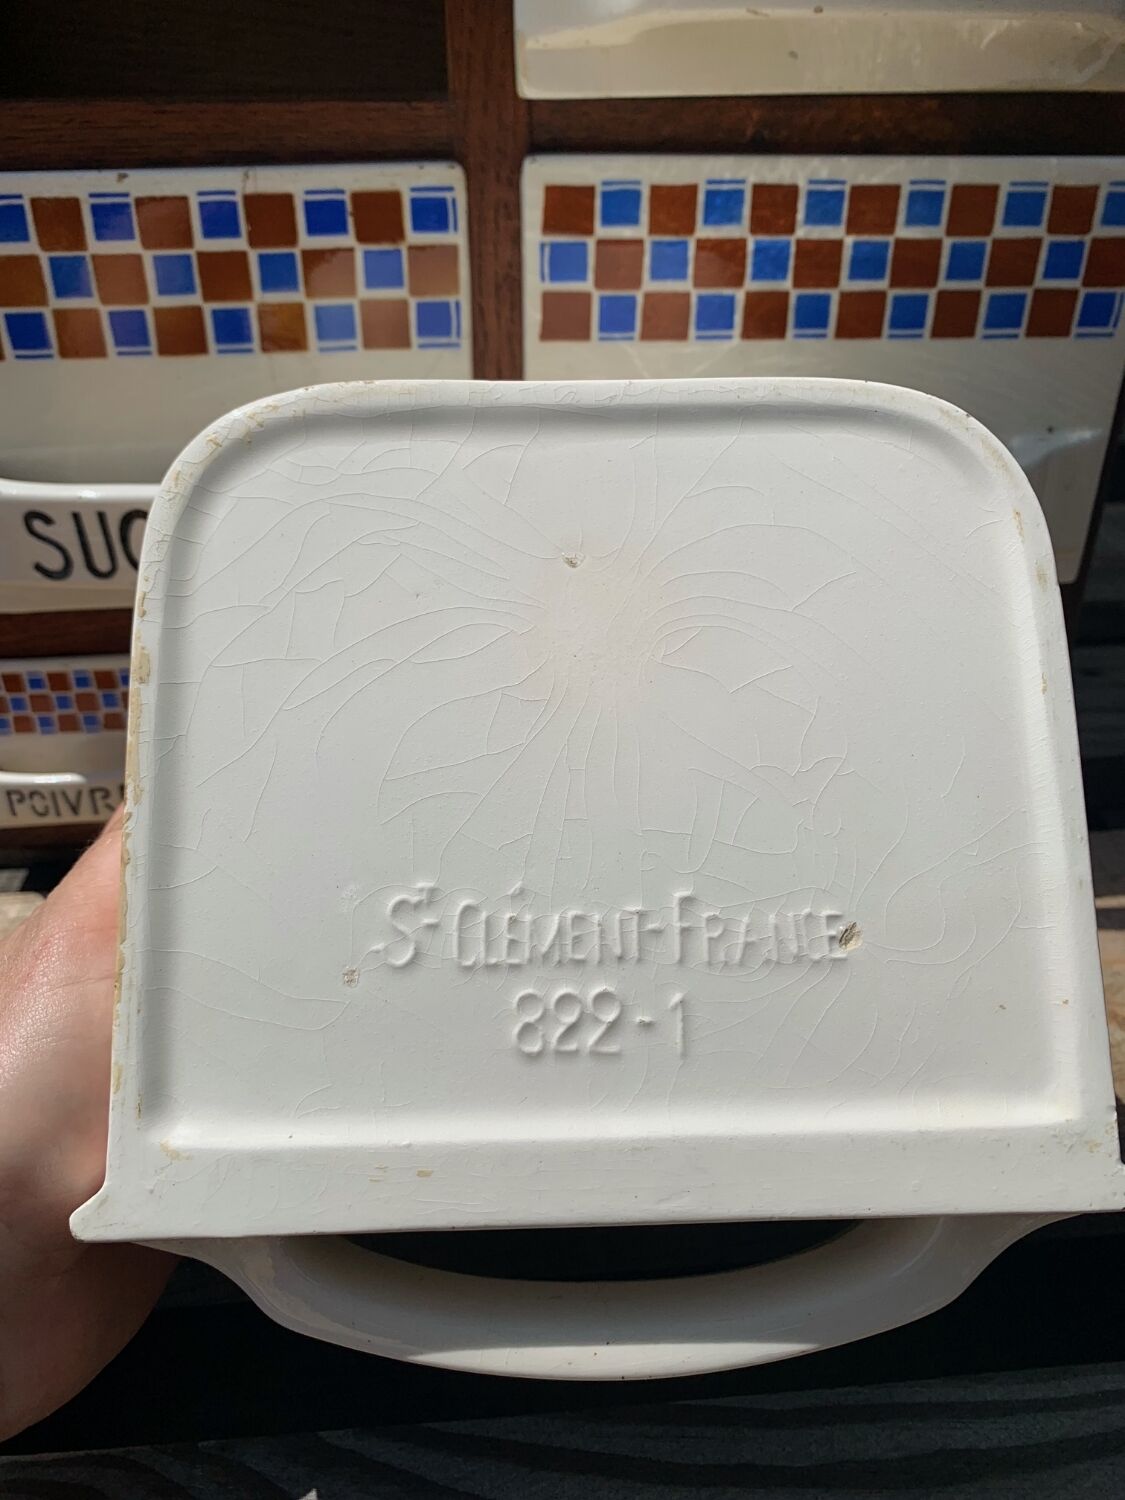 SUC
POIVR
St CLÉMENT-FRANCE
822-1